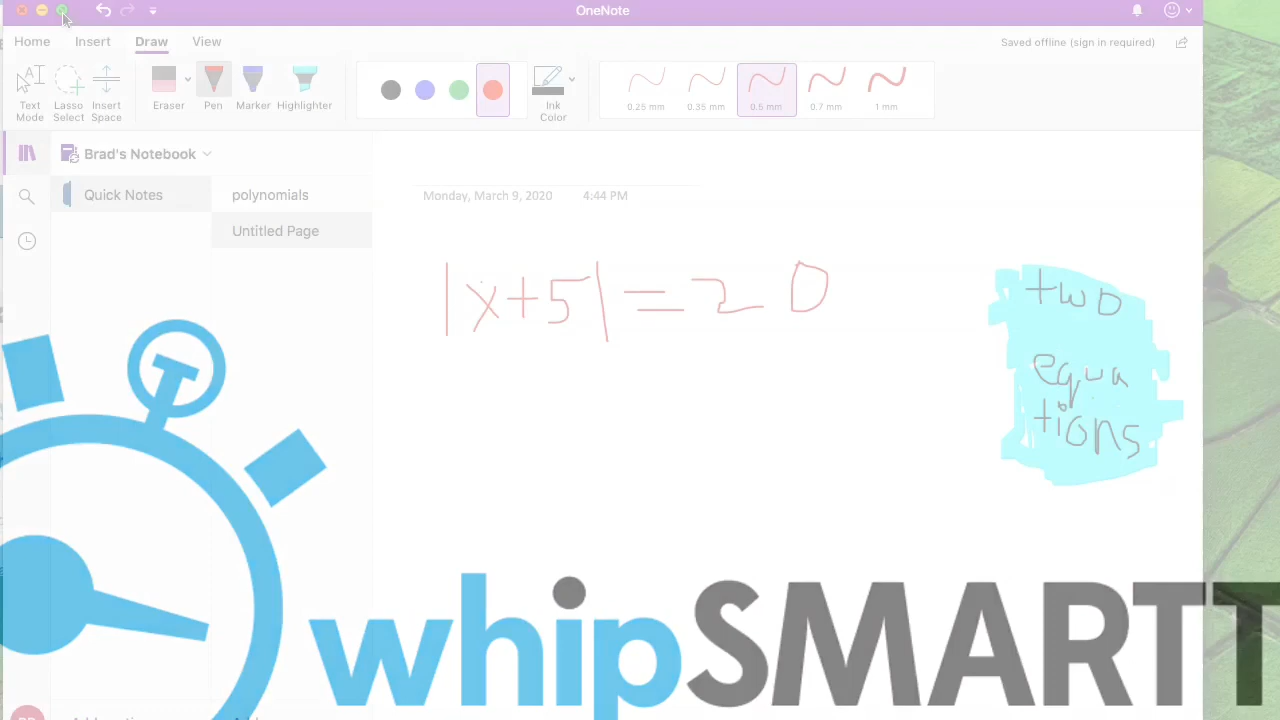 OneNote
Home Insert Draw View
Saved offline (sign in required)
Text Mode
Lasso Select
Insert Space
Eraser
Pen
Marker
Highlighter
Ink Color
0.25 mm
0.35 mm
0.5 mm
0.7 mm
1 mm
Brad's Notebook
Quick Notes
polynomials
Untitled Page
Monday, March 9, 2020 4:44 PM
|x+5|=20
two
equa
tions
whipSMARTT